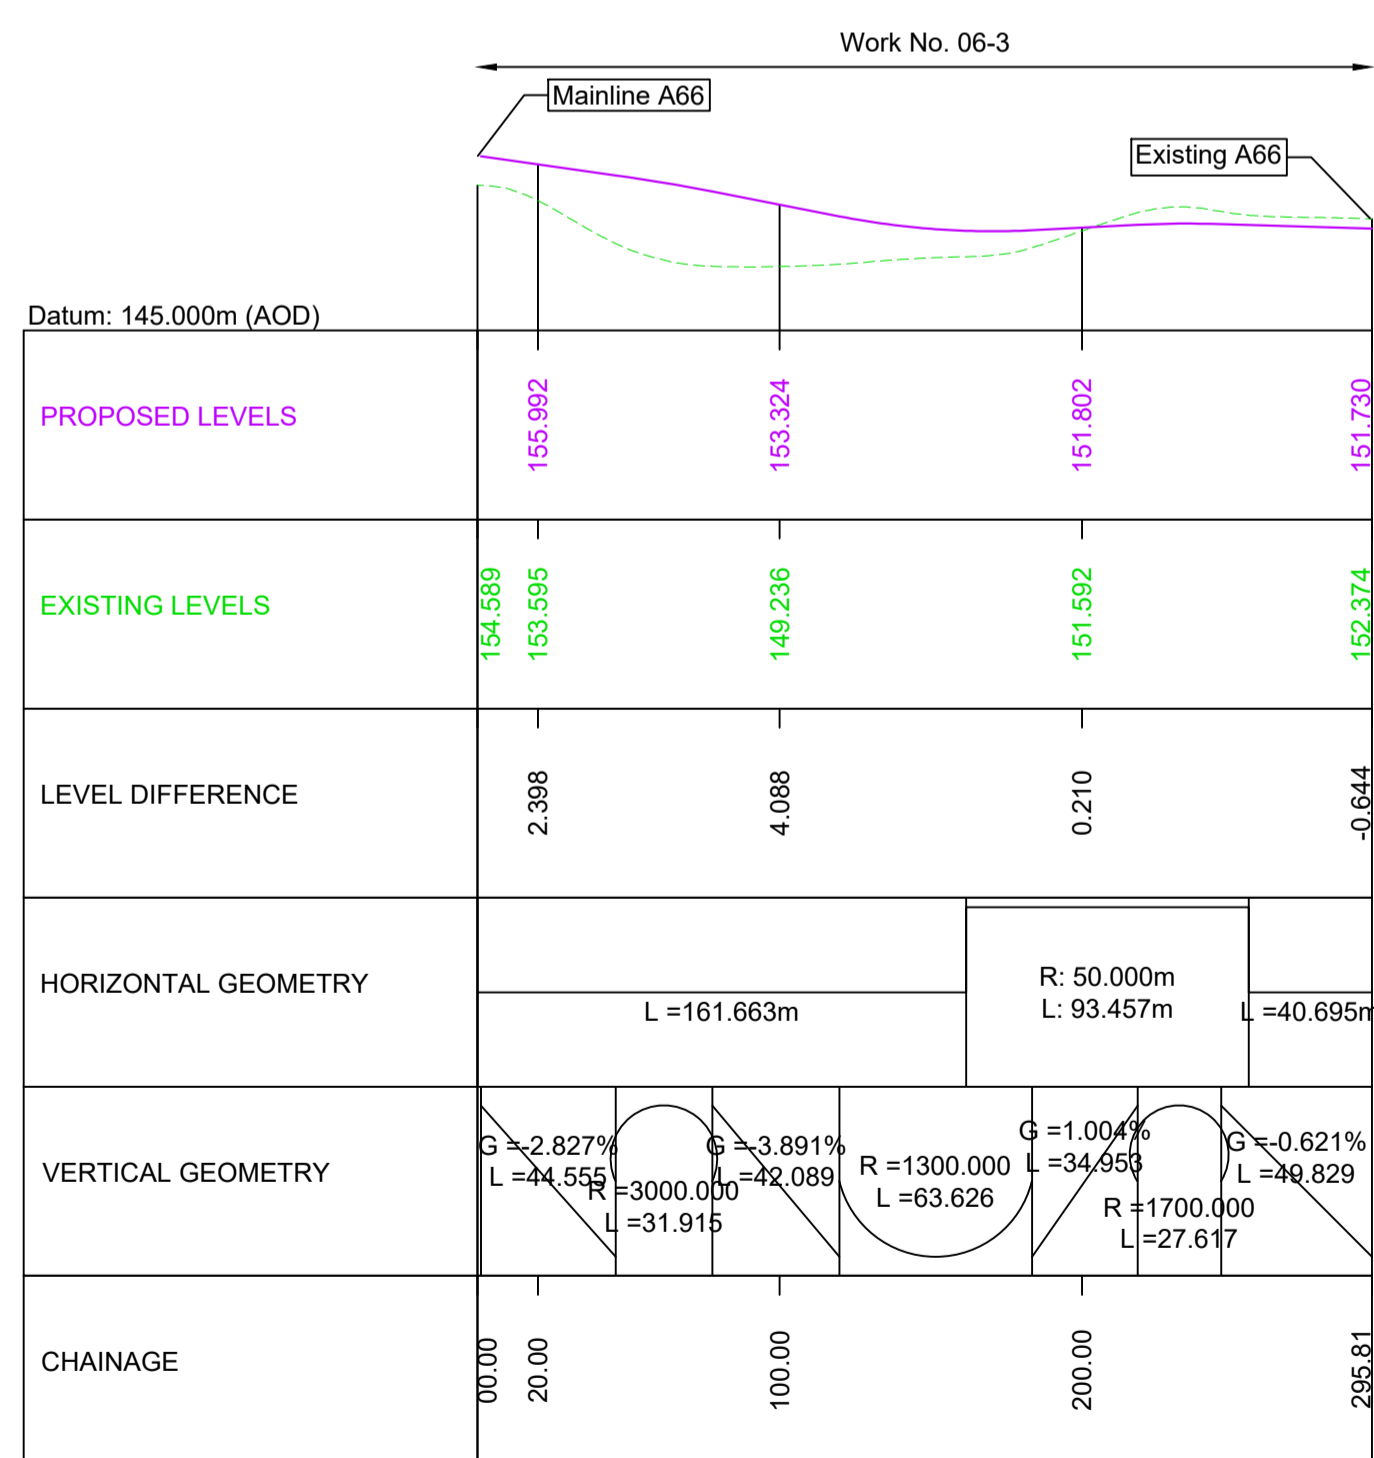 Work No. 06-3
Mainline A66
Existing A66
Datum: 145.000m (AOD)
PROPOSED LEVELS
155.992
153.324
151.802
151.730
EXISTING LEVELS
154.589
153.595
149.236
151.592
152.374
LEVEL DIFFERENCE
2.398
4.088
0.210
-0.644
HORIZONTAL GEOMETRY
L =161.663m
R: 50.000m
L: 93.457m
L =40.695m
VERTICAL GEOMETRY
G =-2.827%
L =44.555
R =3000.000
L =31.915
G =-3.891%
L =42.089
R =1300.000
L =63.626
G =1.004%
L =34.953
R =1700.000
L =27.617
G =-0.621%
L =49.829
CHAINAGE
00.00
20.00
100.00
200.00
295.81